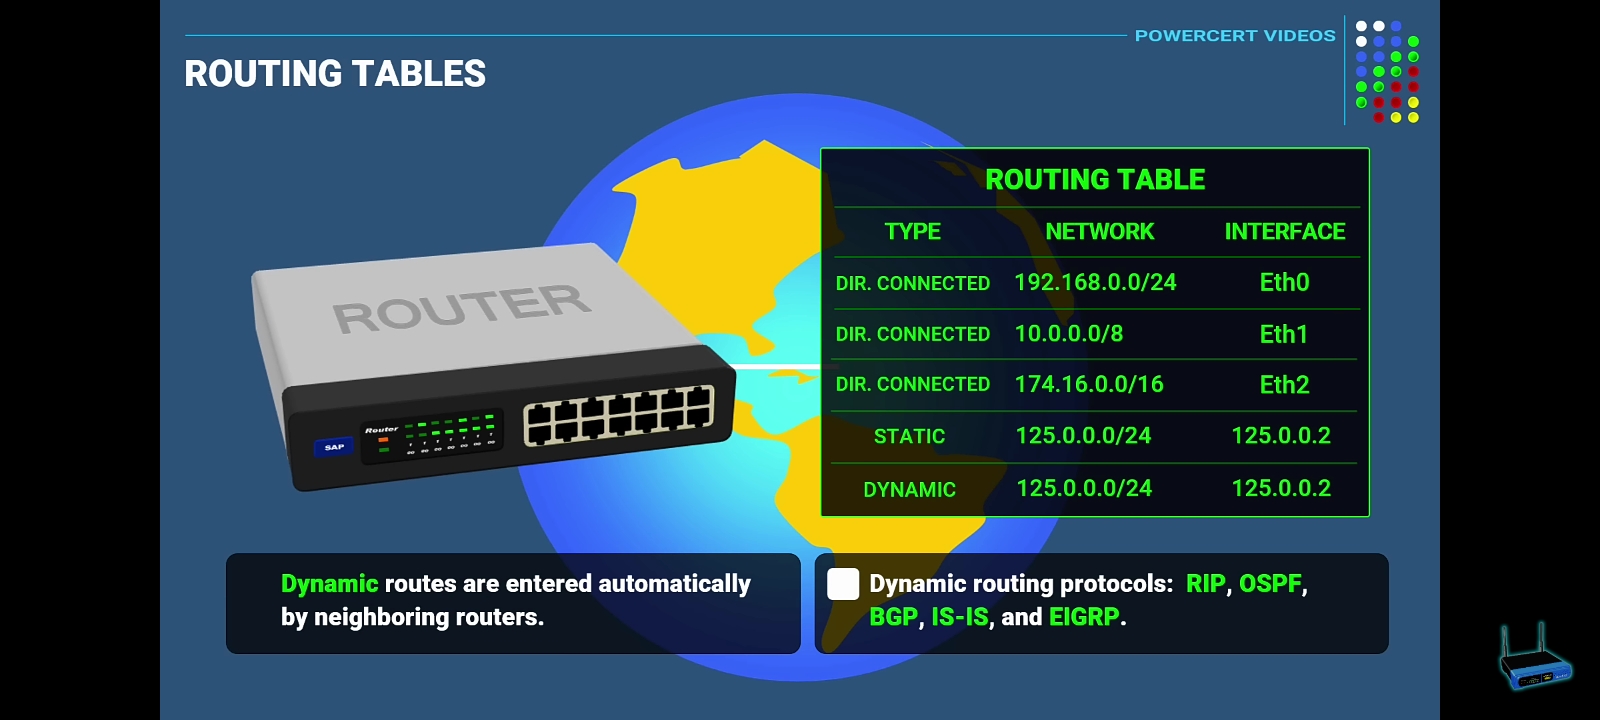 POWERCERT VIDEOS
ROUTING TABLES
ROUTER
SAP
Router
ROUTING TABLE
TYPE NETWORK INTERFACE
DIR. CONNECTED 192.168.0.0/24 Eth0
DIR. CONNECTED 10.0.0.0/8 Eth1
DIR. CONNECTED 174.16.0.0/16 Eth2
STATIC 125.0.0.0/24 125.0.0.2
DYNAMIC 125.0.0.0/24 125.0.0.2
Dynamic routes are entered automatically
by neighboring routers.
Dynamic routing protocols: RIP, OSPF,
BGP, IS-IS, and EIGRP.